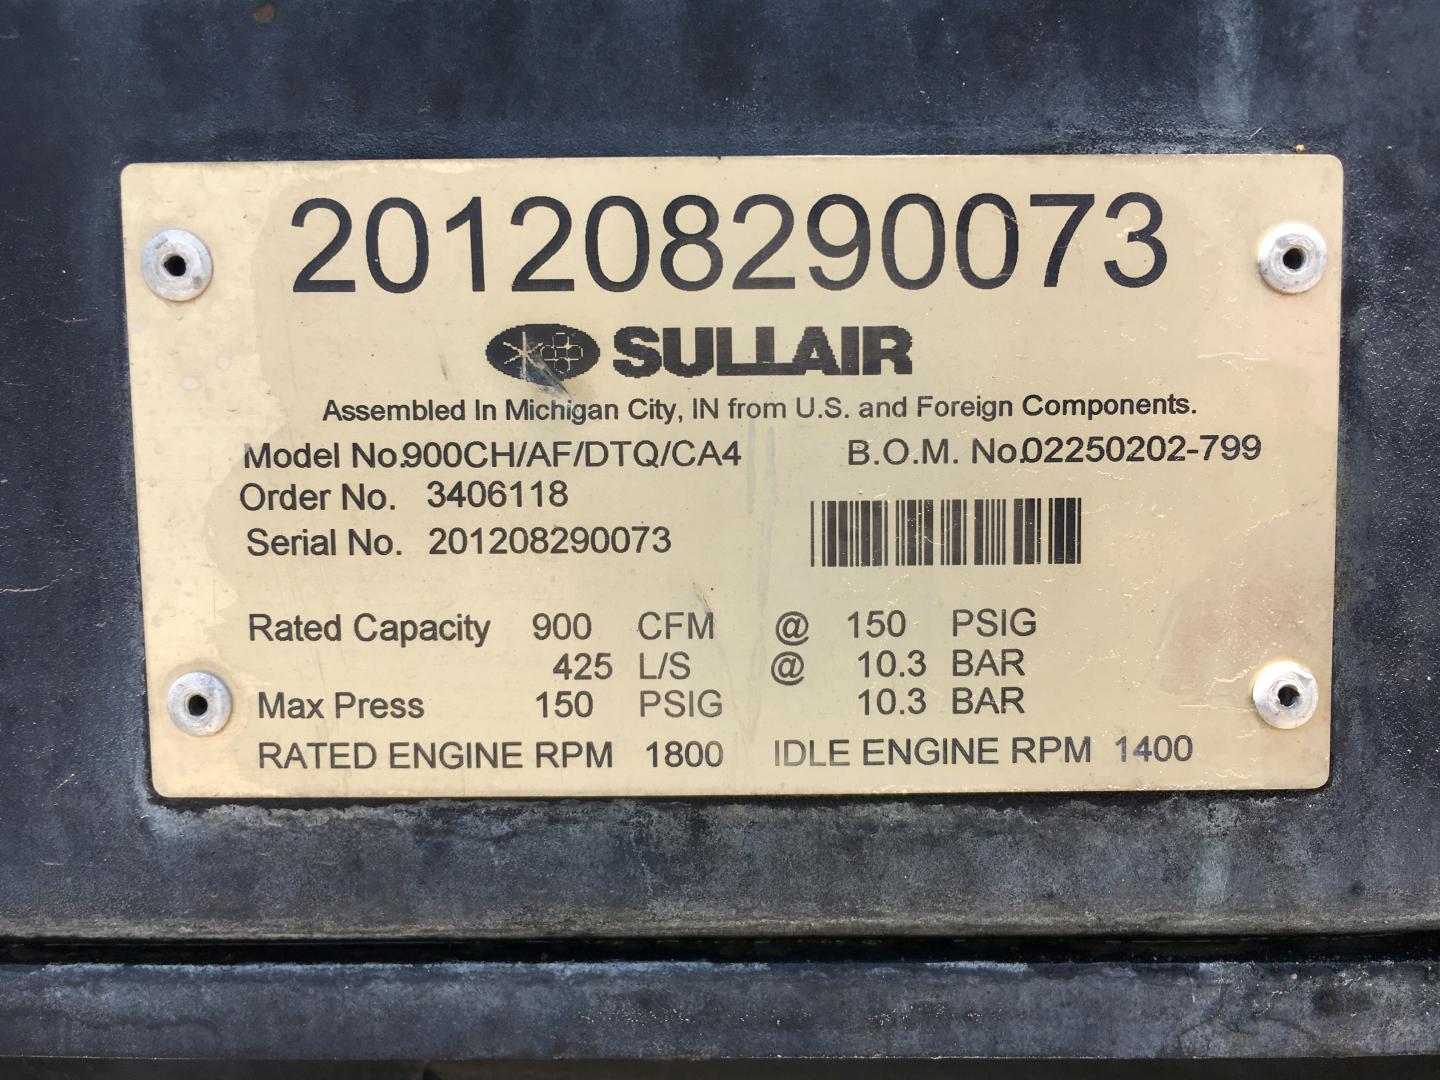 201208290073
SULLAIR
Assembled In Michigan City, IN from U.S. and Foreign Components.
Model No.900CH/AF/DTQ/CA4 B.O.M. No.02250202-799
Order No. 3406118
Serial No. 201208290073
Rated Capacity 900 CFM @ 150 PSIG
425 L/S @ 10.3 BAR
Max Press 150 PSIG 10.3 BAR
RATED ENGINE RPM 1800 IDLE ENGINE RPM 1400